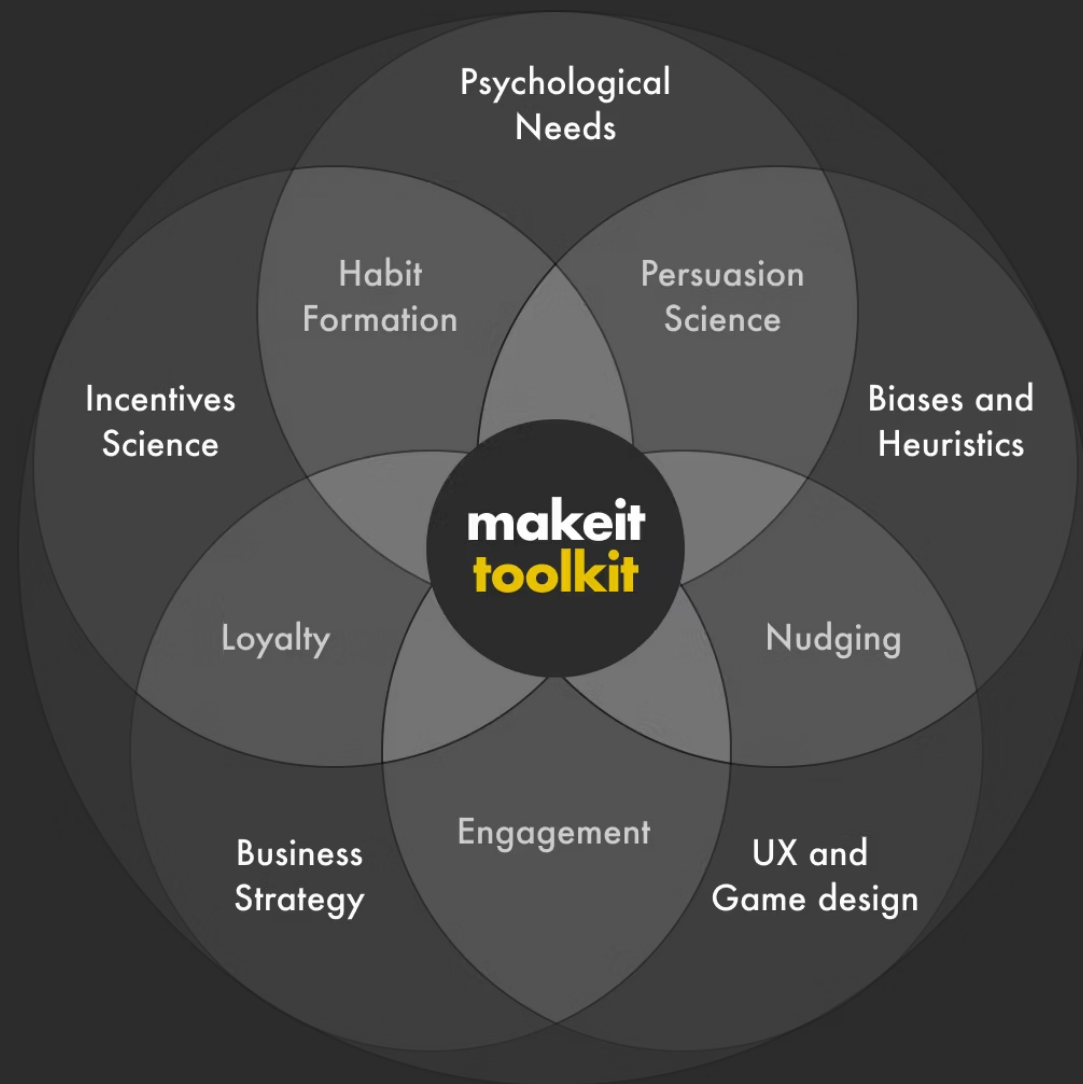 Psychological
Needs
Habit
Formation
Persuasion
Science
Incentives
Science
Biases and
Heuristics
makeit
toolkit
Loyalty
Nudging
Engagement
Business
Strategy
UX and
Game design